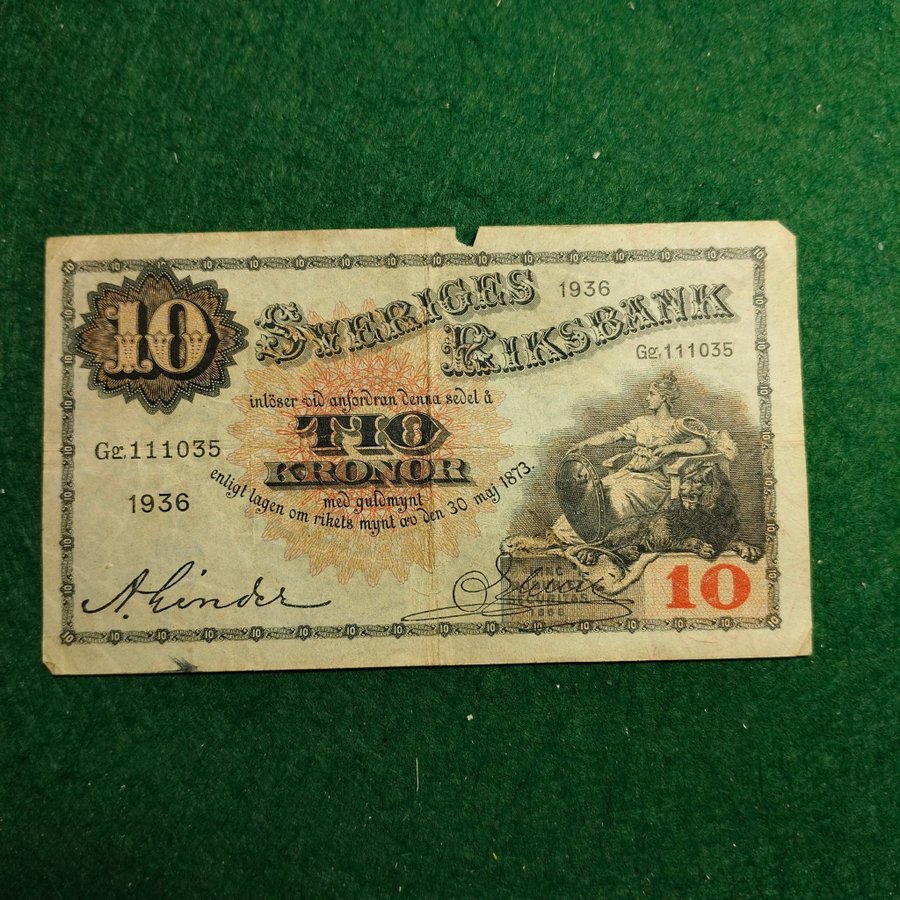 10
SVERIGES
1936
RIKSBANK
Gg.111035
inlöser vid anfordran denna sedel å
TIO
KRONOR
med guldmynt
enligt lagen om rikets mynt av den 30 maj 1873.
Gg.111035
1936
A. Linder
10